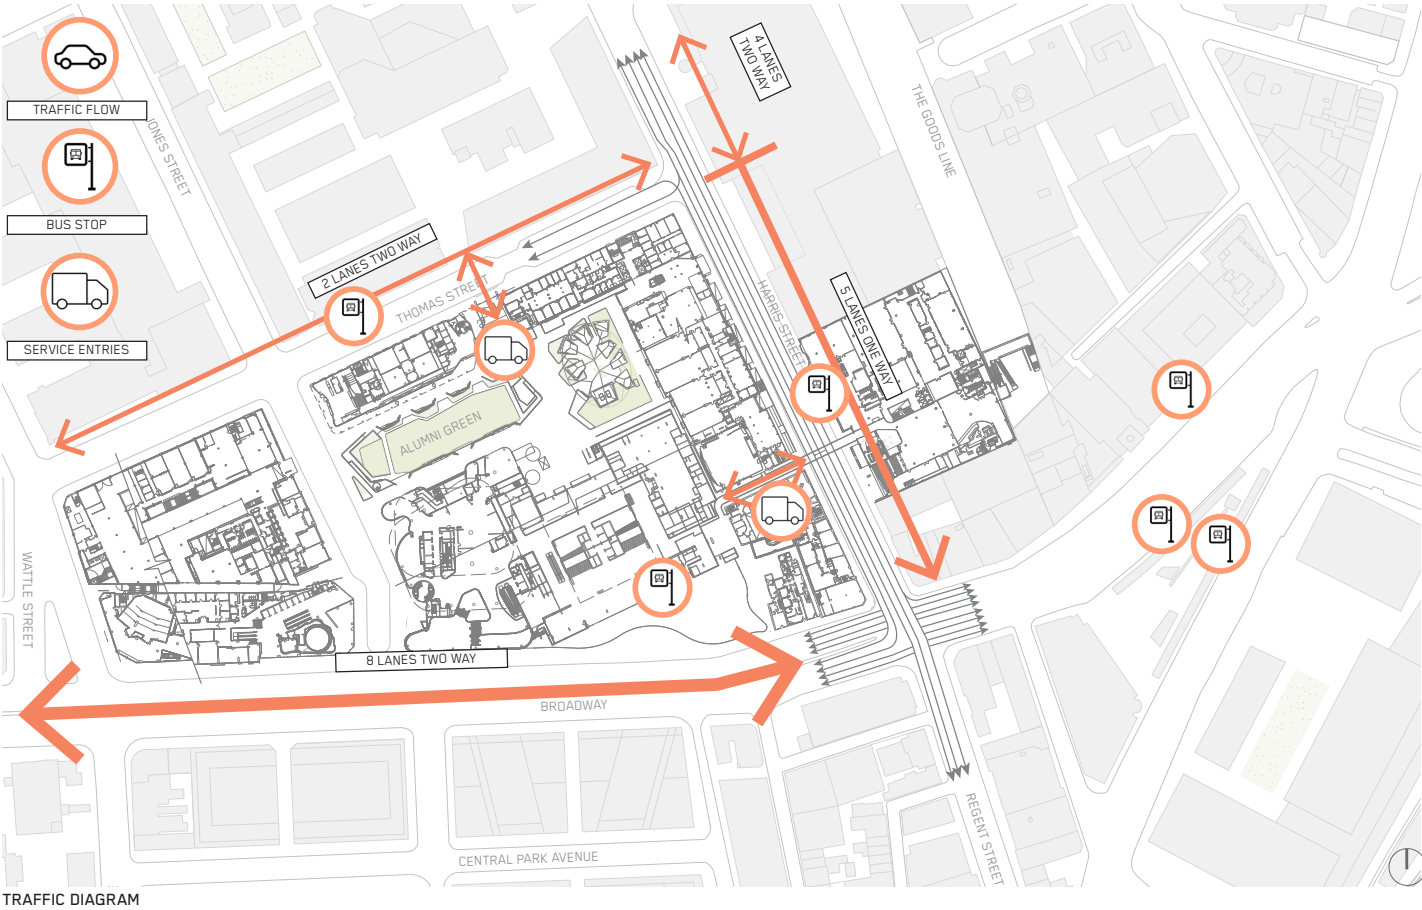 TRAFFIC FLOW
BUS STOP
SERVICE ENTRIES
JONES STREET
4 LANES
TWO WAY
THE GOODS LINE
2 LANES TWO WAY
THOMAS STREET
HARRIS STREET
5 LANES ONE WAY
ALUMNI GREEN
WATTLE STREET
8 LANES TWO WAY
BROADWAY
CENTRAL PARK AVENUE
REGENT STREET
TRAFFIC DIAGRAM